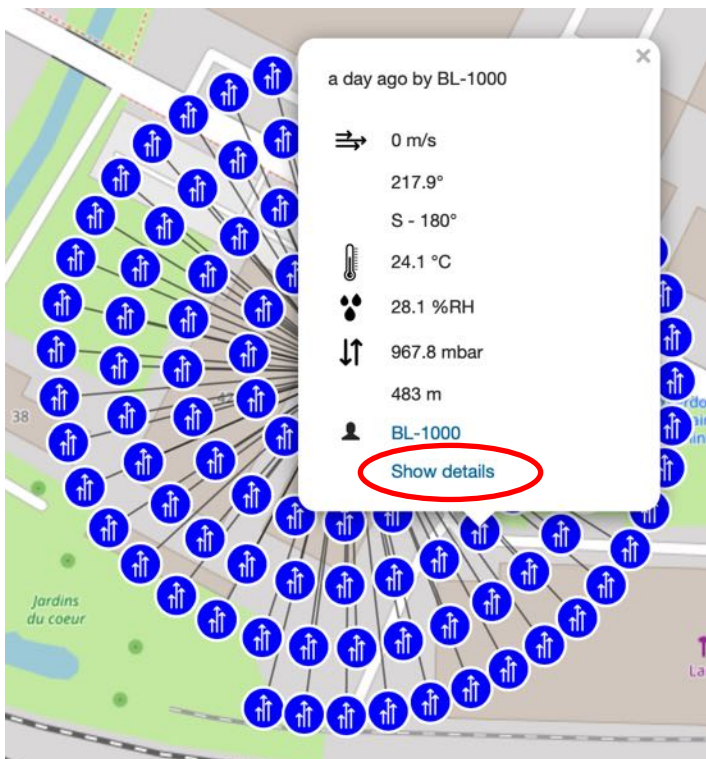 ×
a day ago by BL-1000
0 m/s
217.9°
S - 180°
24.1 °C
28.1 %RH
967.8 mbar
483 m
BL-1000
Show details
38
Jardins
du coeur
La